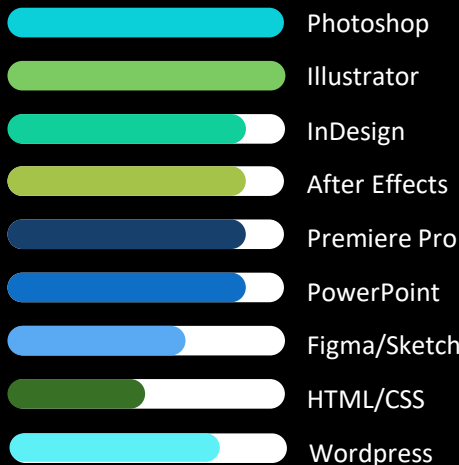 Photoshop
Illustrator
InDesign
After Effects
Premiere Pro
PowerPoint
Figma/Sketch
HTML/CSS
Wordpress